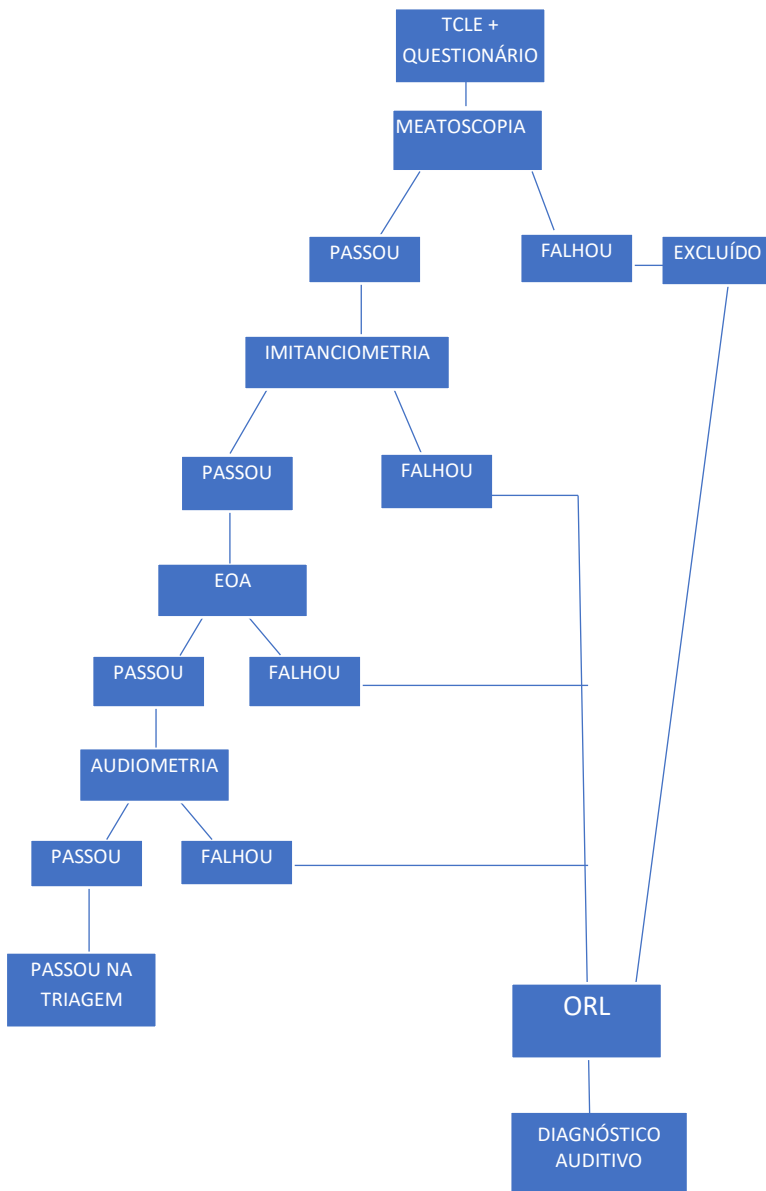 TCLE +
QUESTIONÁRIO
MEATOSCOPIA
PASSOU
FALHOU
EXCLUÍDO
IMITANCIOMETRIA
PASSOU
FALHOU
EOA
PASSOU
FALHOU
AUDIOMETRIA
PASSOU
FALHOU
PASSOU NA
TRIAGEM
ORL
DIAGNÓSTICO
AUDITIVO